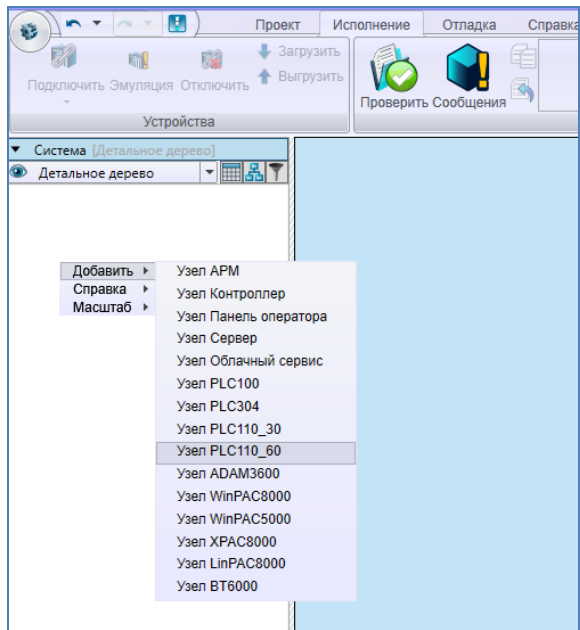 Проект Исполнение Отладка Справка
Загрузить
Выгрузить
Подключить Эмуляция Отключить
Проверить Сообщения
Устройства
Система [Детальное дерево]
Детальное дерево
Добавить
Справка
Масштаб
Узел АРМ
Узел Контроллер
Узел Панель оператора
Узел Сервер
Узел Облачный сервис
Узел PLC100
Узел PLC304
Узел PLC110_30
Узел PLC110_60
Узел ADAM3600
Узел WinPAC8000
Узел WinPAC5000
Узел XPAC8000
Узел LinPAC8000
Узел BT6000